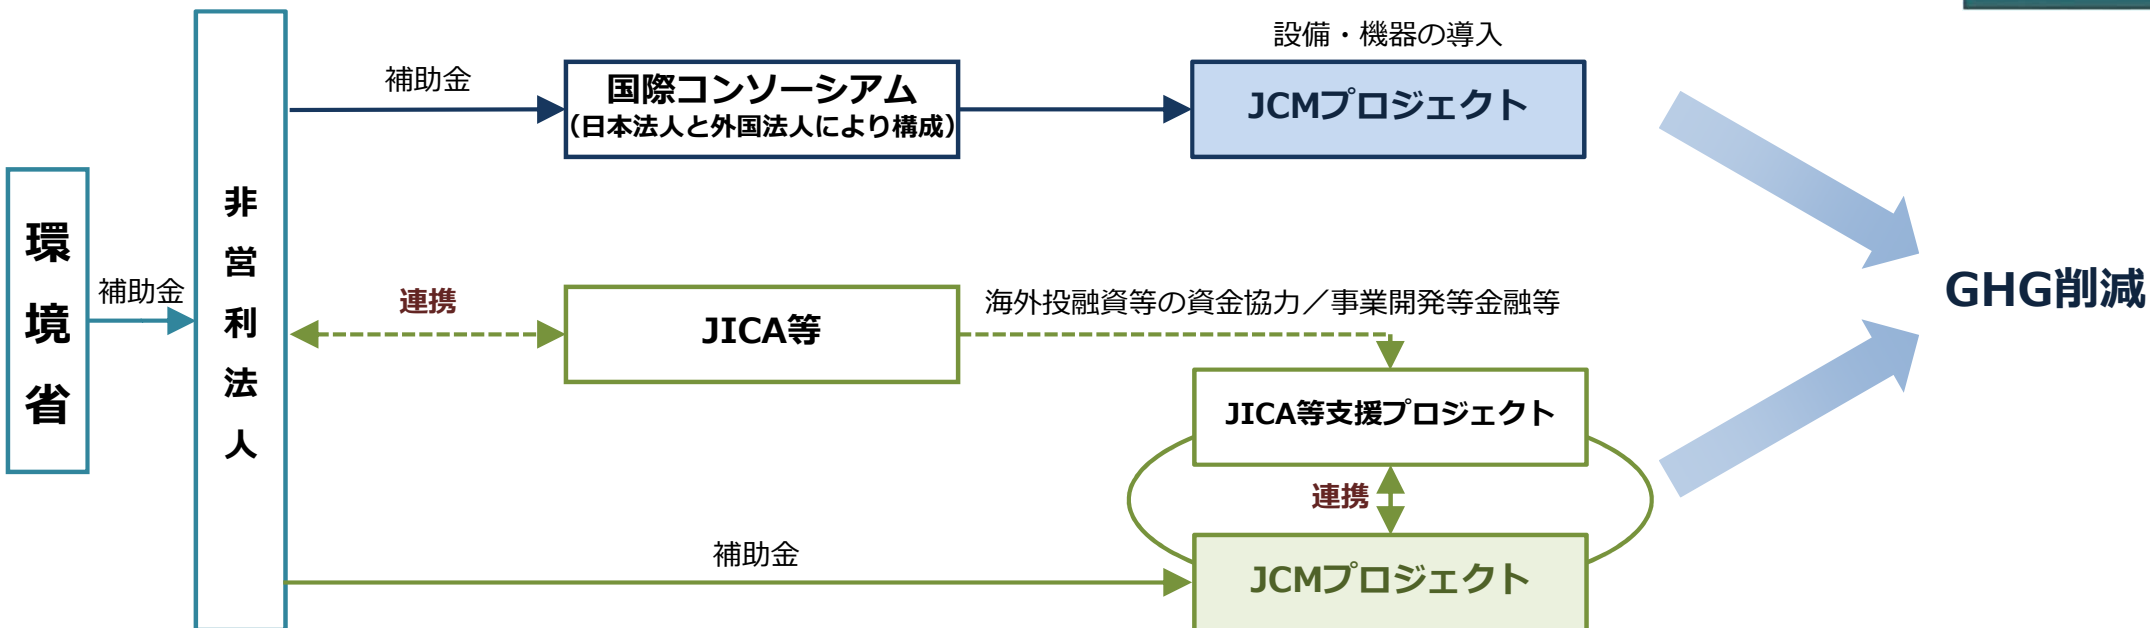 環境省
補助金
非営利法人
補助金
国際コンソーシアム
（日本法人と外国法人により構成）
設備・機器の導入
JCMプロジェクト
連携
JICA等
海外投融資等の資金協力／事業開発等金融等
JICA等支援プロジェクト
連携
補助金
JCMプロジェクト
GHG削減